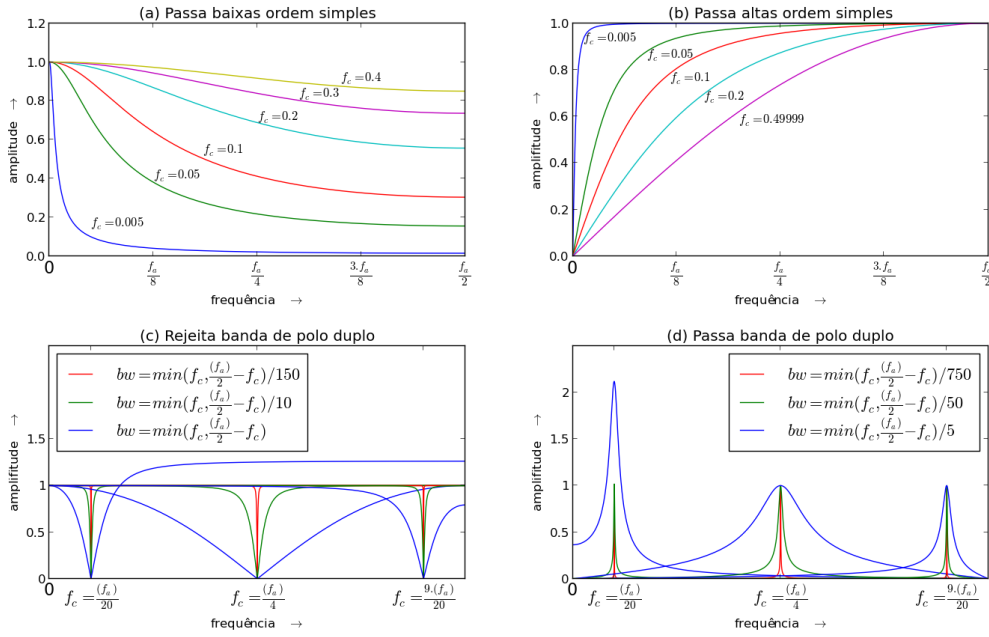 (a) Passa baixas ordem simples
amplitude →
1.2
1.0
0.8
0.6
0.4
0.2
0.0
f_c=0.4
f_c=0.3
f_c=0.2
f_c=0.1
f_c=0.05
f_c=0.005
0 f_a/8 f_a/4 3.f_a/8 f_a/2
frequência →
(b) Passa altas ordem simples
amplifitude →
1.0
0.8
0.6
0.4
0.2
0.0
f_c=0.005
f_c=0.05
f_c=0.1
f_c=0.2
f_c=0.49999
0 f_a/8 f_a/4 3.f_a/8 f_a/2
frequência →
(c) Rejeita banda de polo duplo
amplifitude →
1.5
1
0.5
0
bw=min(f_c,(f_a)/2−f_c)/150
bw=min(f_c,(f_a)/2−f_c)/10
bw=min(f_c,(f_a)/2−f_c)
0 f_c=(f_a)/20 f_c=(f_a)/4 f_c=9.(f_a)/20
frequência →
(d) Passa banda de polo duplo
amplifitude →
2
1.5
1
0.5
0
bw=min(f_c,(f_a)/2−f_c)/750
bw=min(f_c,(f_a)/2−f_c)/50
bw=min(f_c,(f_a)/2−f_c)/5
0 f_c=(f_a)/20 f_c=(f_a)/4 f_c=9.(f_a)/20
frequência →